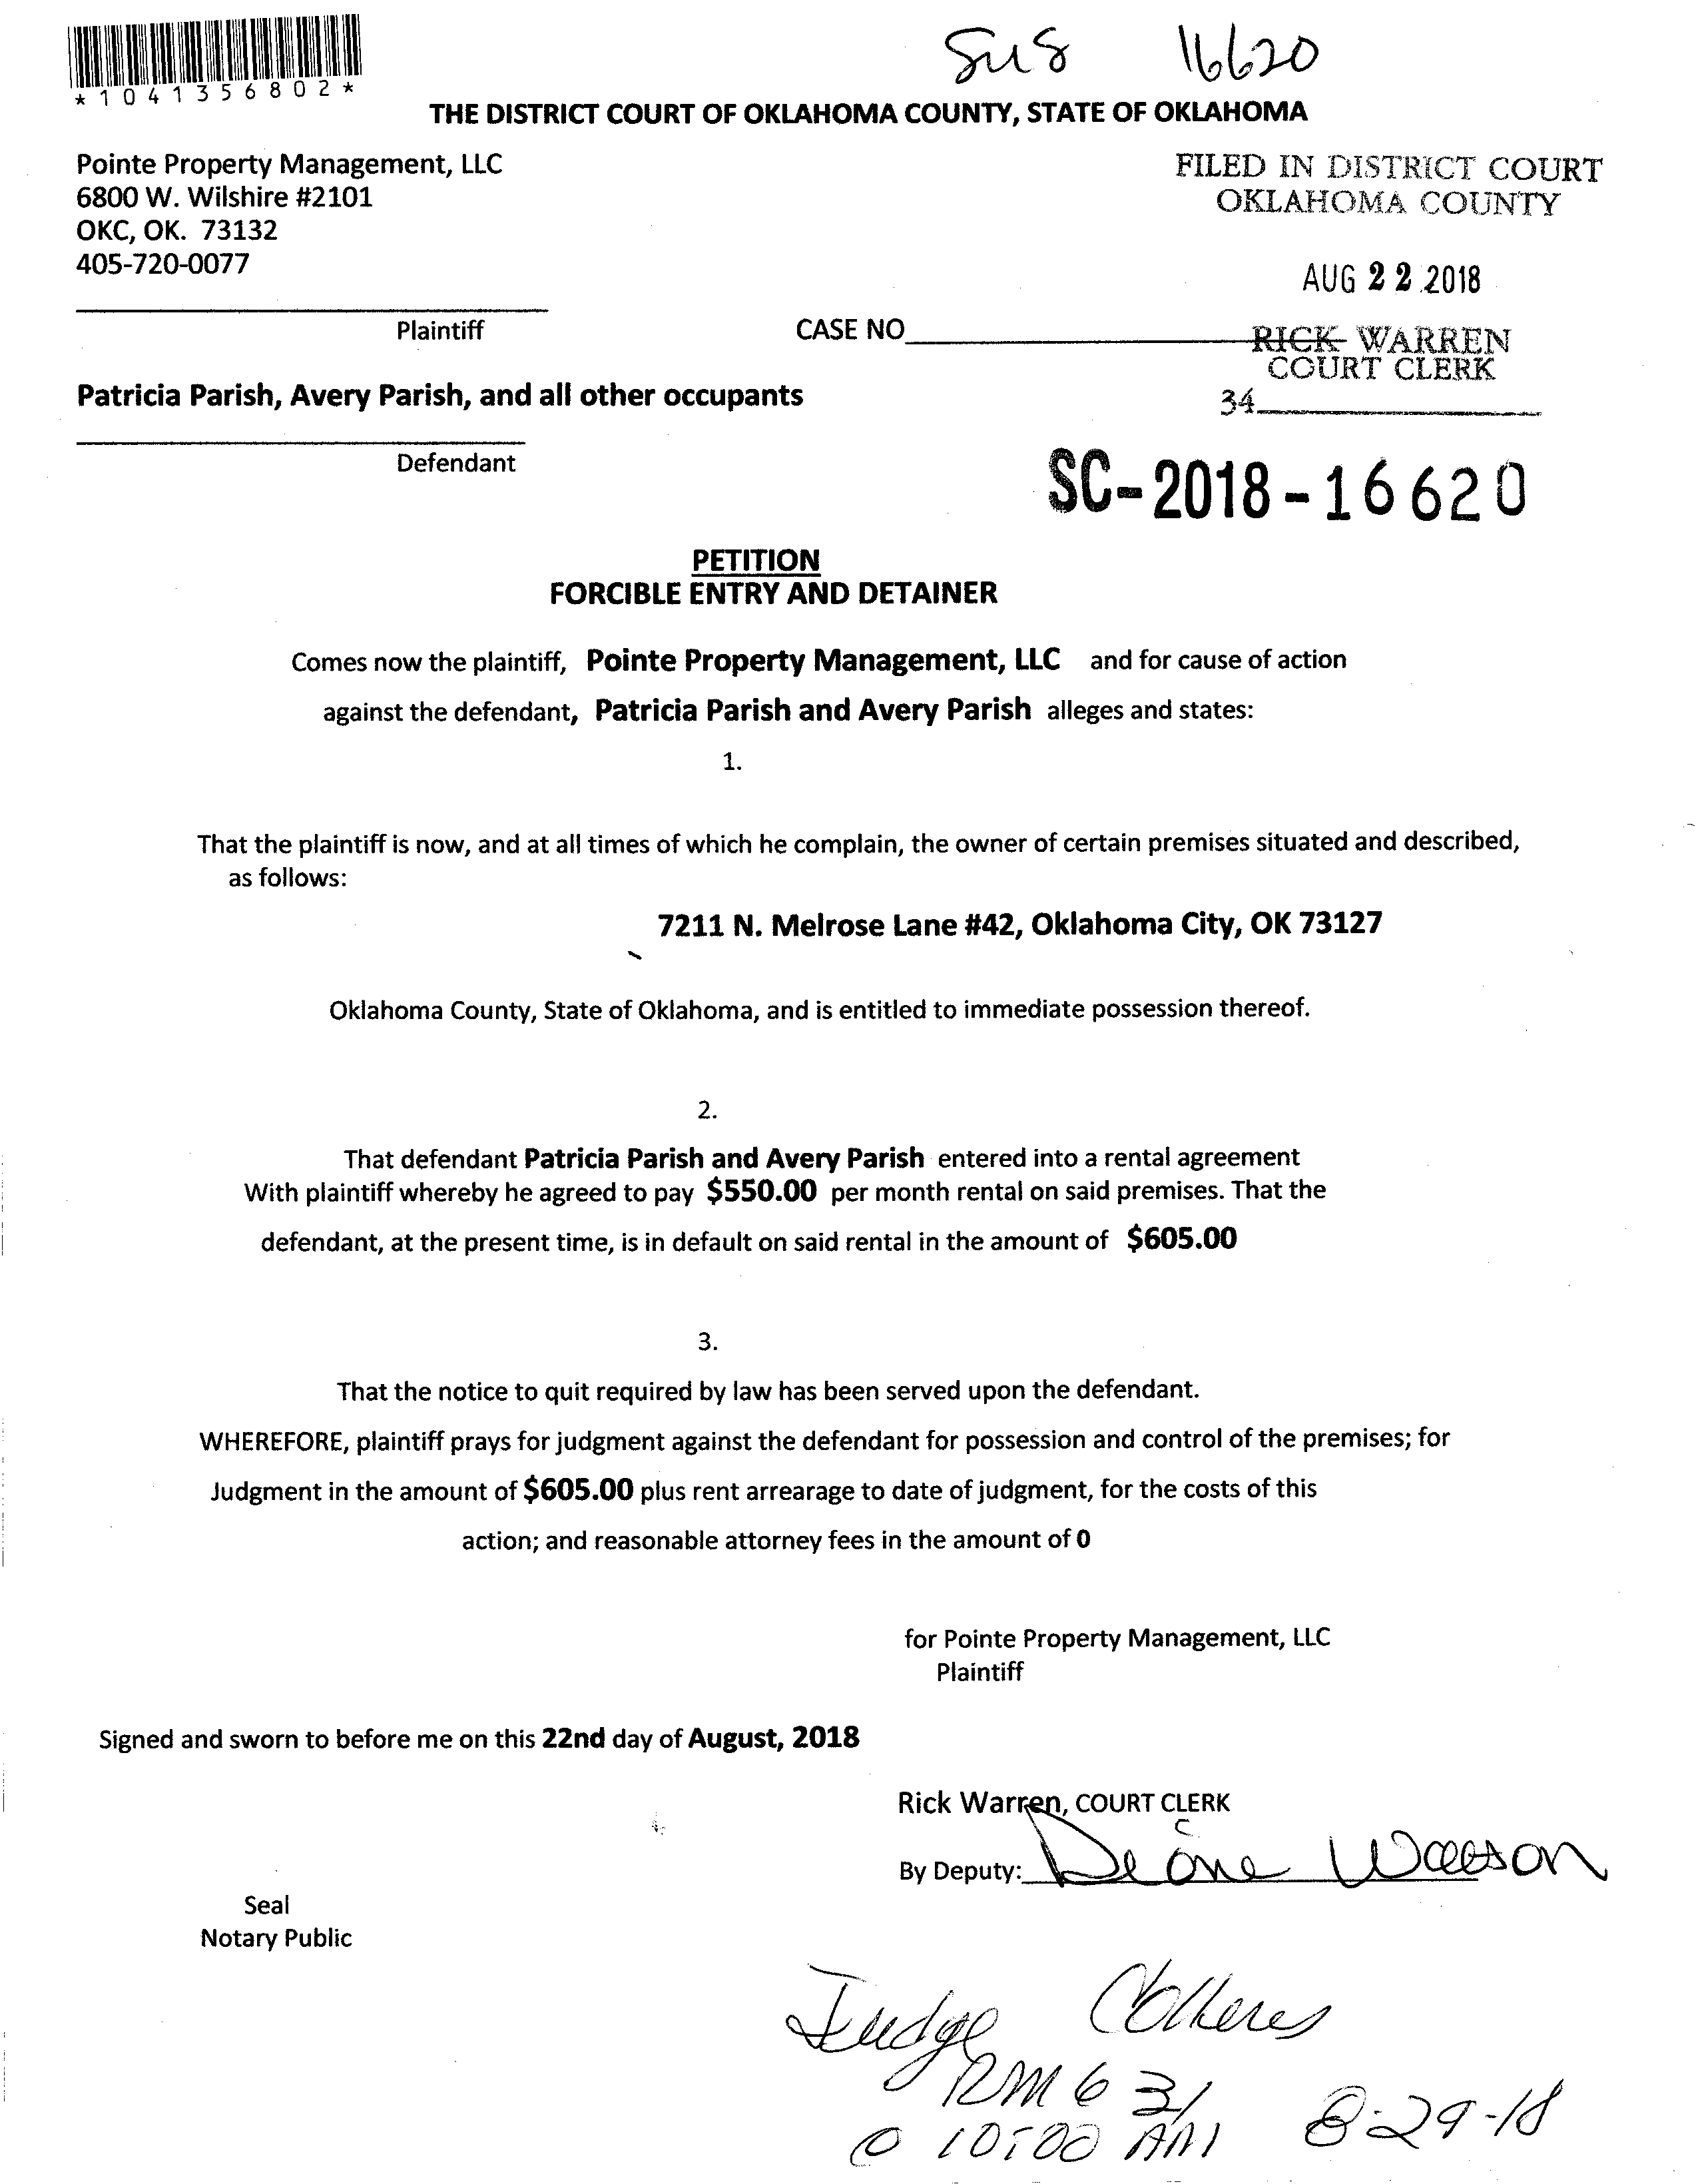 SUS 16620
*1041356802*
THE DISTRICT COURT OF OKLAHOMA COUNTY, STATE OF OKLAHOMA
Pointe Property Management, LLC
6800 W. Wilshire #2101
OKC, OK. 73132
405-720-0077
FILED IN DISTRICT COURT
OKLAHOMA COUNTY
AUG 22 2018
Plaintiff
CASE NO
RICK WARREN
COURT CLERK
34
Patricia Parish, Avery Parish, and all other occupants
Defendant
SC-2018-16620
PETITION
FORCIBLE ENTRY AND DETAINER
Comes now the plaintiff, Pointe Property Management, LLC and for cause of action
against the defendant, Patricia Parish and Avery Parish alleges and states:
1.
That the plaintiff is now, and at all times of which he complain, the owner of certain premises situated and described,
as follows:
7211 N. Melrose Lane #42, Oklahoma City, OK 73127
Oklahoma County, State of Oklahoma, and is entitled to immediate possession thereof.
2.
That defendant Patricia Parish and Avery Parish entered into a rental agreement
With plaintiff whereby he agreed to pay $550.00 per month rental on said premises. That the
defendant, at the present time, is in default on said rental in the amount of $605.00
3.
That the notice to quit required by law has been served upon the defendant.
WHEREFORE, plaintiff prays for judgment against the defendant for possession and control of the premises; for
Judgment in the amount of $605.00 plus rent arrearage to date of judgment, for the costs of this
action; and reasonable attorney fees in the amount of 0
for Pointe Property Management, LLC
Plaintiff
Signed and sworn to before me on this 22nd day of August, 2018
Rick Warren, COURT CLERK
By Deputy:
Seal
Notary Public
Judge
RM 631
@ 10:00 AM 8-29-18